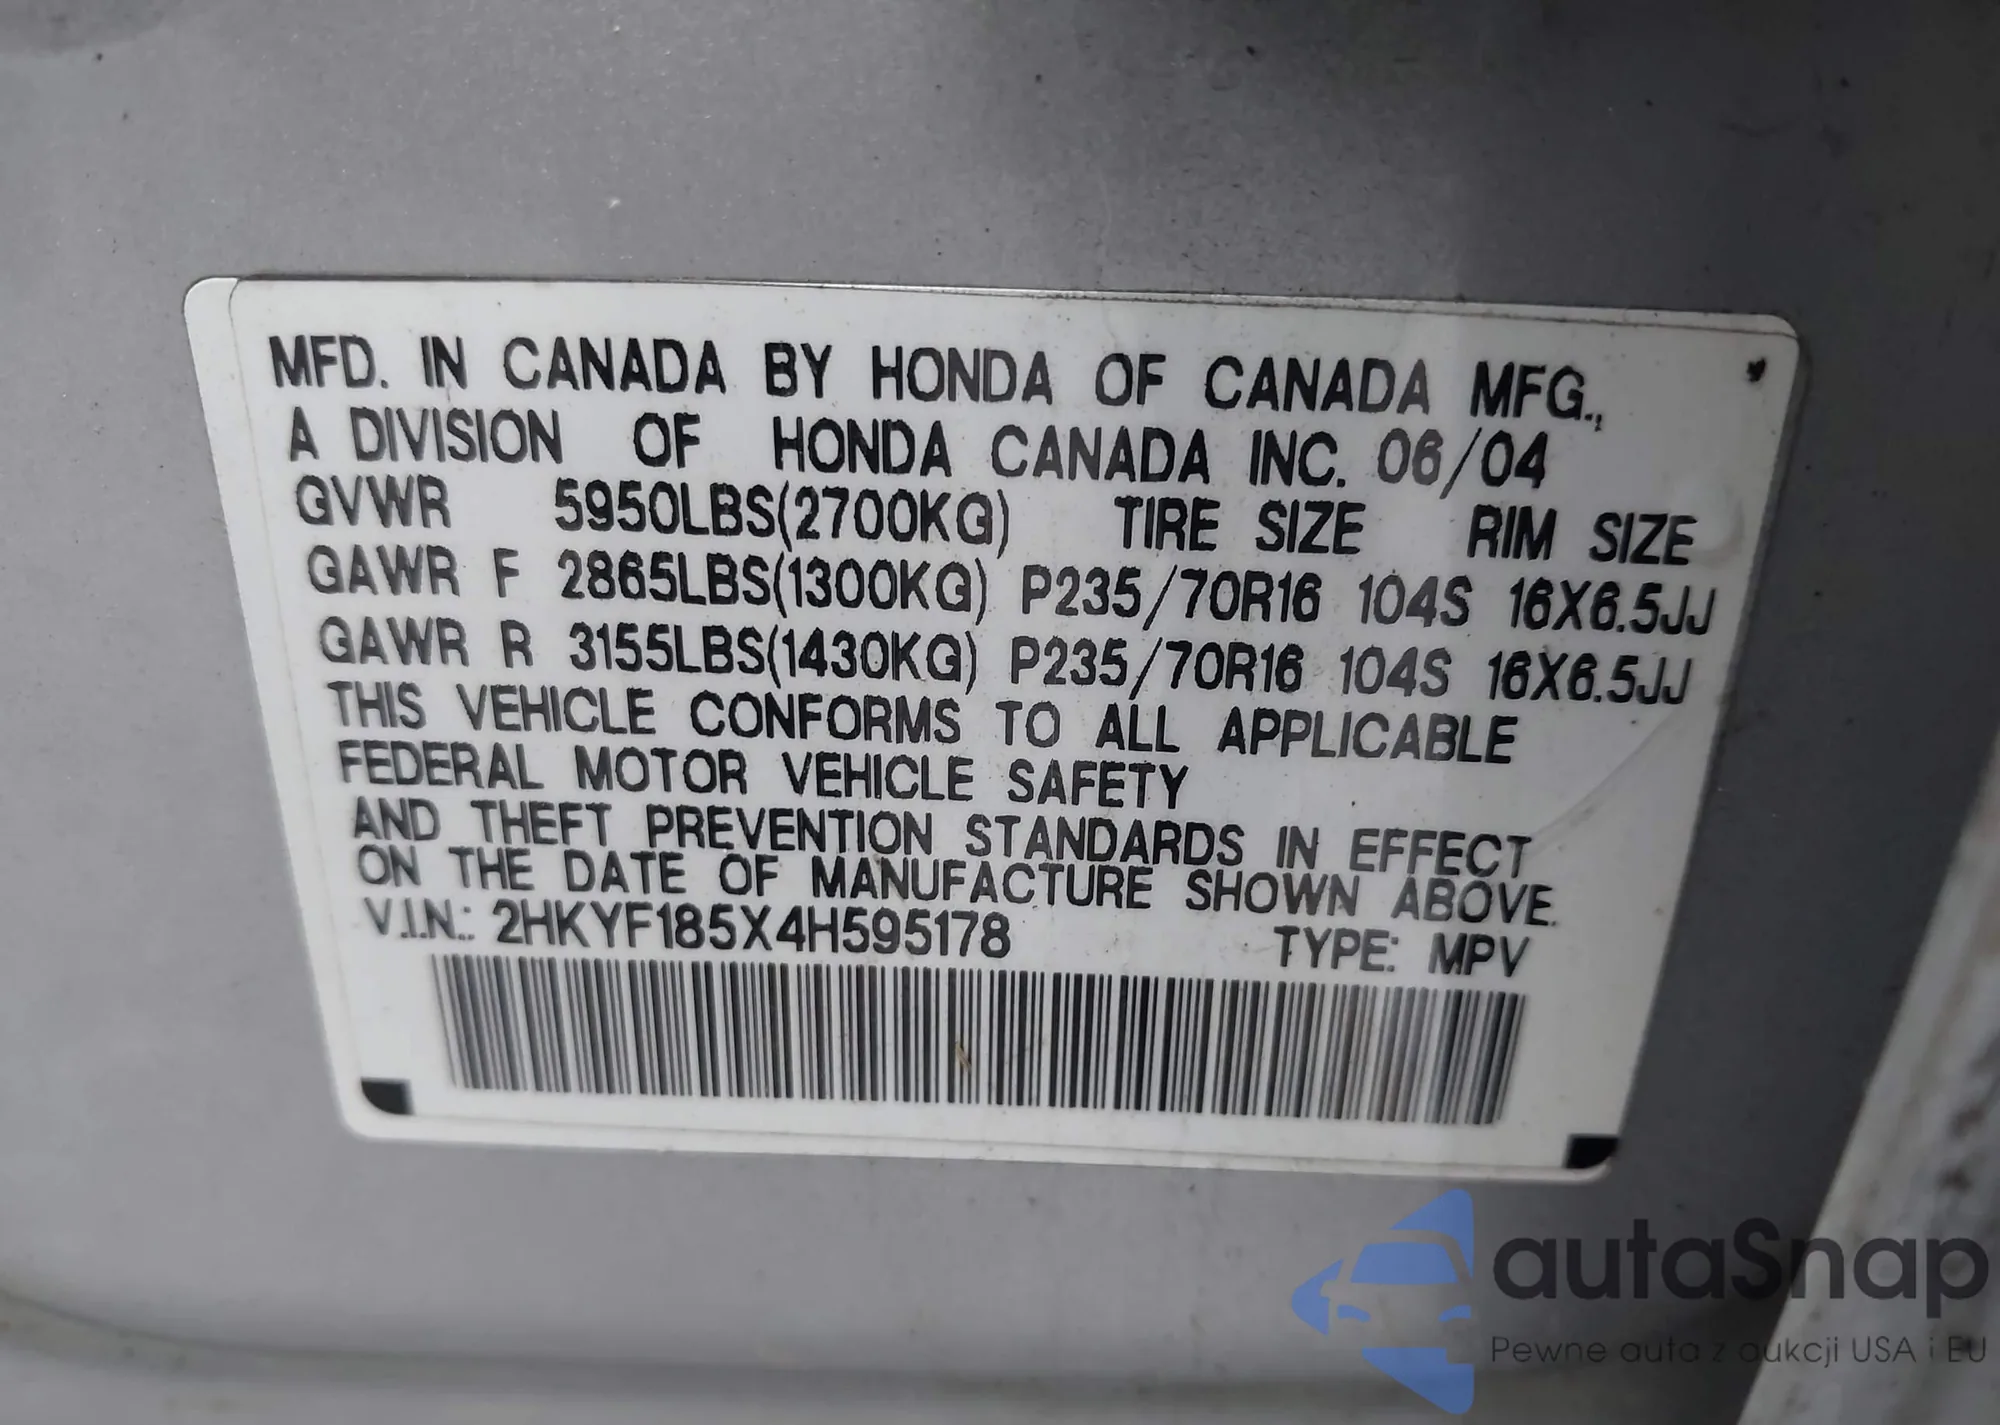 MFD. IN CANADA BY HONDA OF CANADA MFG.,
A DIVISION OF HONDA CANADA INC. 06/04
GVWR 5950LBS(2700KG) TIRE SIZE RIM SIZE
GAWR F 2865LBS(1300KG) P235/70R16 104S 16X6.5JJ
GAWR R 3155LBS(1430KG) P235/70R16 104S 16X6.5JJ
THIS VEHICLE CONFORMS TO ALL APPLICABLE
FEDERAL MOTOR VEHICLE SAFETY
AND THEFT PREVENTION STANDARDS IN EFFECT
ON THE DATE OF MANUFACTURE SHOWN ABOVE.
V.I.N.: 2HKYF185X4H595178 TYPE: MPV
autaSnap
Pewne auta z aukcji USA i EU